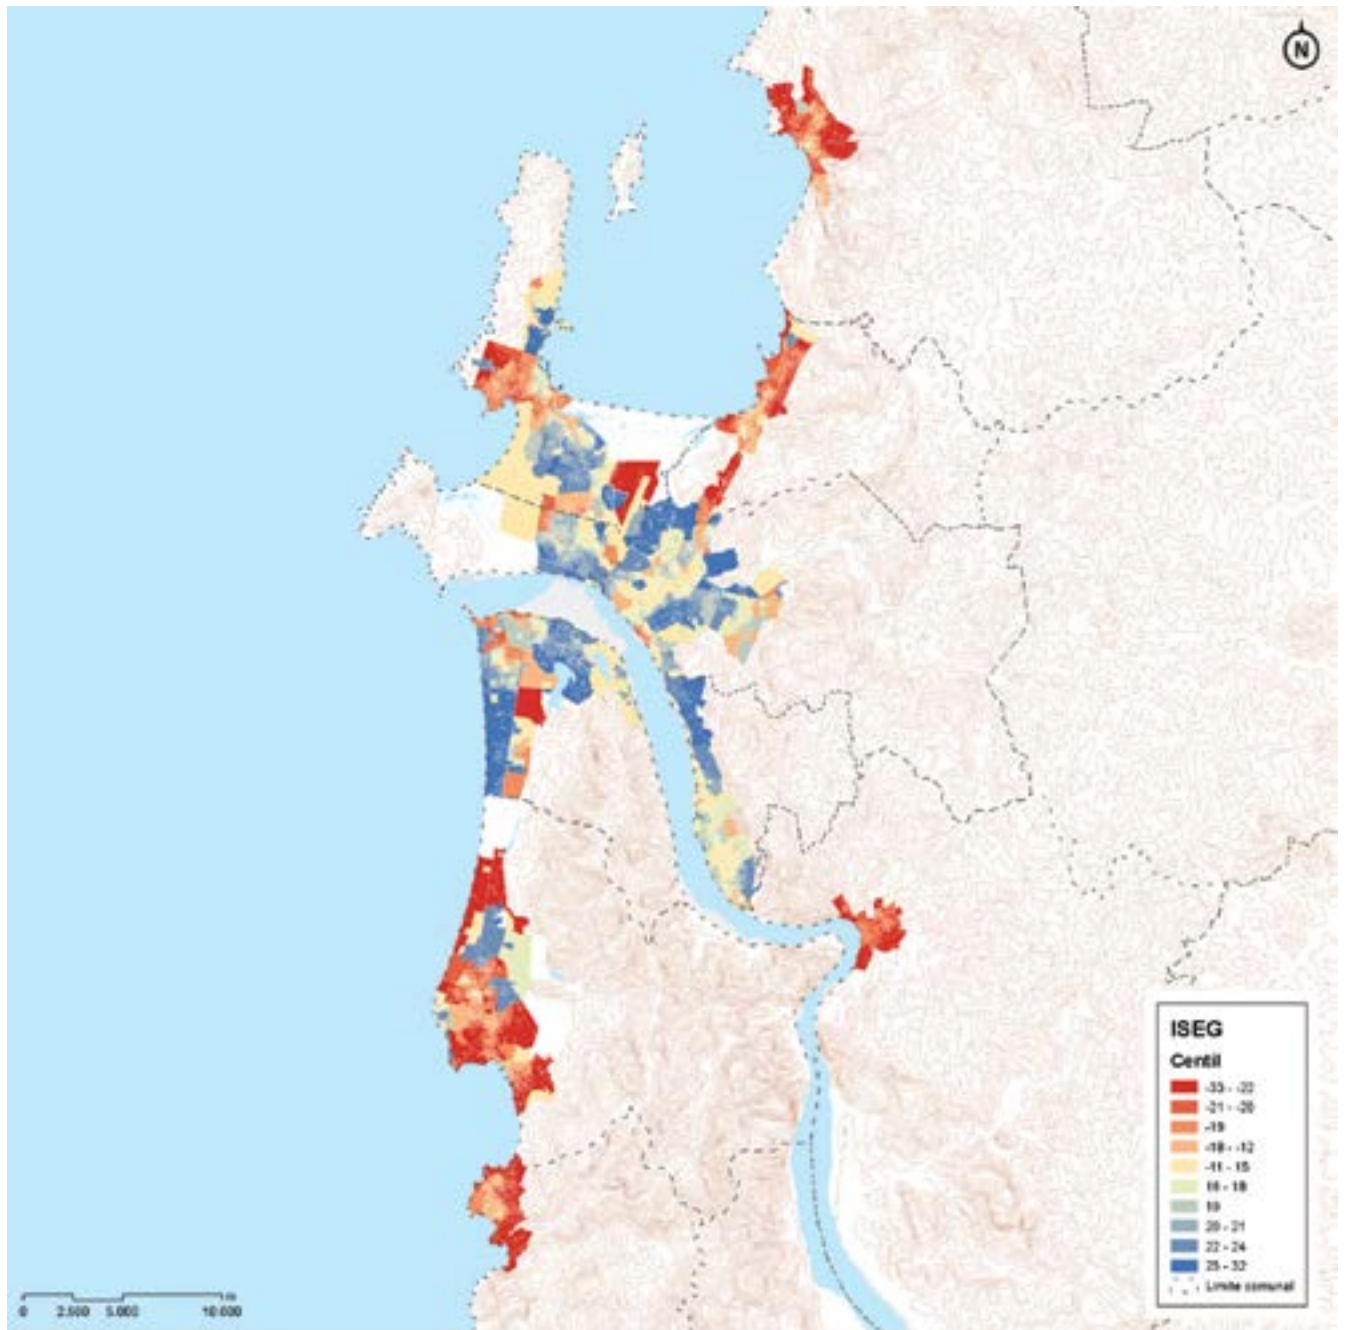 N
ISEG
Centil
-33 - -22
-21 - -20
-19
-18 - -12
-11 - 15
16 - 18
19
20 - 21
22 - 24
25 - 32
Limite comunal
0 2.500 5.000 10.000
m